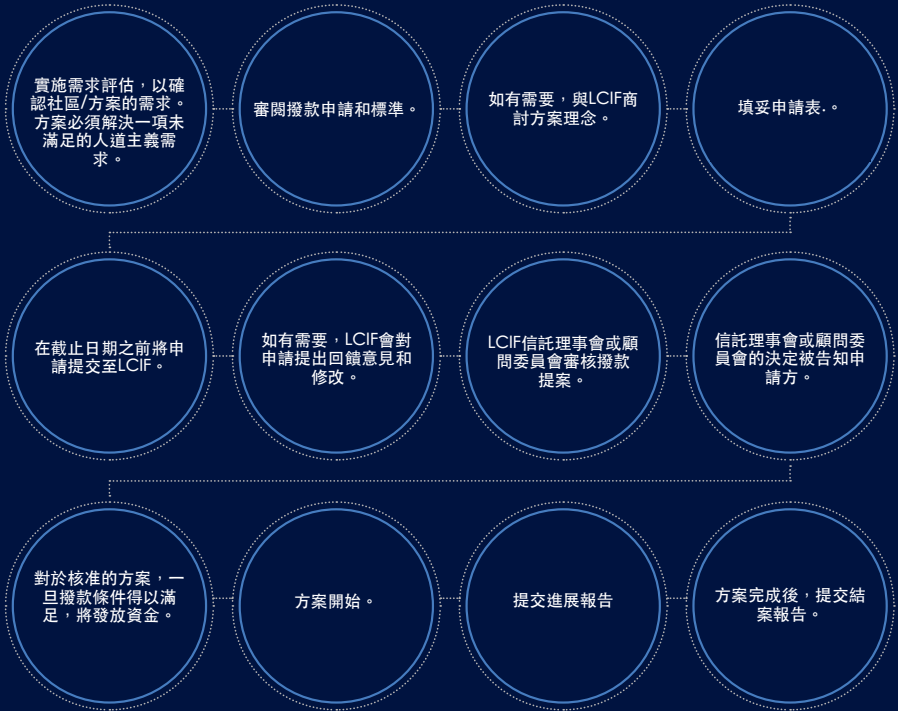 實施需求評估，以確
認社區/方案的需求。
方案必須解決一項未
滿足的人道主義需
求。
審閱撥款申請和標準。
如有需要，與LCIF商
討方案理念。
填妥申請表.。
在截止日期之前將申
請提交至LCIF。
如有需要，LCIF會對
申請提出回饋意見和
修改。
LCIF信託理事會或顧
問委員會審核撥款
提案。
信託理事會或顧問委
員會的決定被告知申
請方。
對於核准的方案，一
旦撥款條件得以滿
足，將發放資金。
方案開始。
提交進展報告
方案完成後，提交結
案報告。